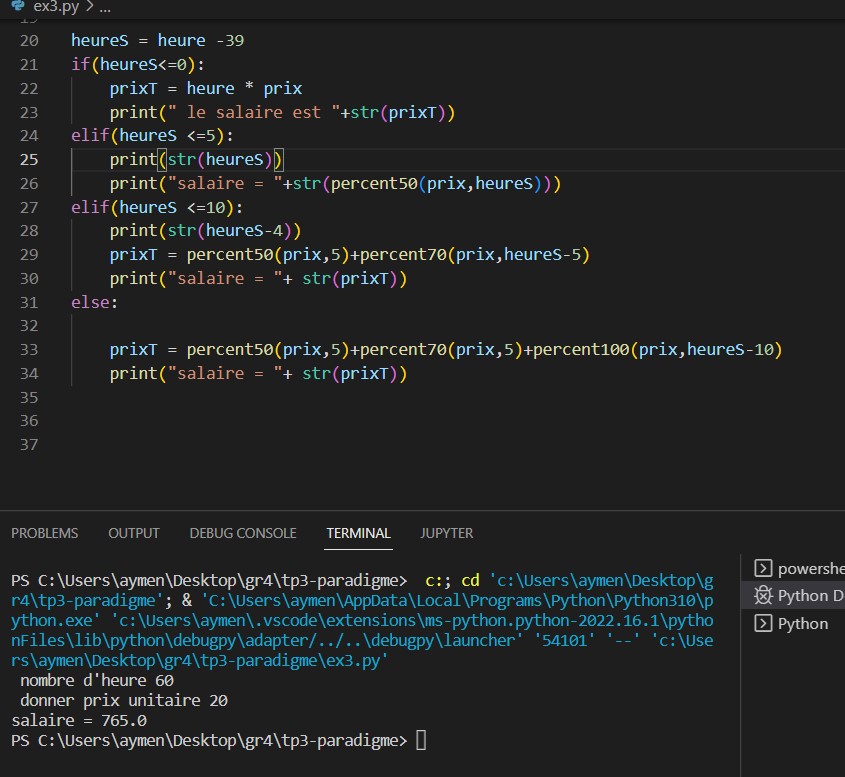 ex3.py > ...
19
20 heureS = heure -39
21 if(heureS<=0):
22     prixT = heure * prix
23     print(" le salaire est "+str(prixT))
24 elif(heureS <=5):
25     print(str(heureS))
26     print("salaire = "+str(percent50(prix,heureS)))
27 elif(heureS <=10):
28     print(str(heureS-4))
29     prixT = percent50(prix,5)+percent70(prix,heureS-5)
30     print("salaire = "+ str(prixT))
31 else:
32
33     prixT = percent50(prix,5)+percent70(prix,5)+percent100(prix,heureS-10)
34     print("salaire = "+ str(prixT))
35
36
37
PROBLEMS OUTPUT DEBUG CONSOLE TERMINAL JUPYTER
PS C:\Users\aymen\Desktop\gr4\tp3-paradigme>  c:; cd 'c:\Users\aymen\Desktop\g
r4\tp3-paradigme'; & 'C:\Users\aymen\AppData\Local\Programs\Python\Python310\p
ython.exe' 'c:\Users\aymen\.vscode\extensions\ms-python.python-2022.16.1\pytho
nFiles\lib\python\debugpy\adapter/../..\debugpy\launcher' '54101' '--' 'c:\Use
rs\aymen\Desktop\gr4\tp3-paradigme\ex3.py'
 nombre d'heure 60
 donner prix unitaire 20
salaire = 765.0
PS C:\Users\aymen\Desktop\gr4\tp3-paradigme>
powershe
Python D
Python